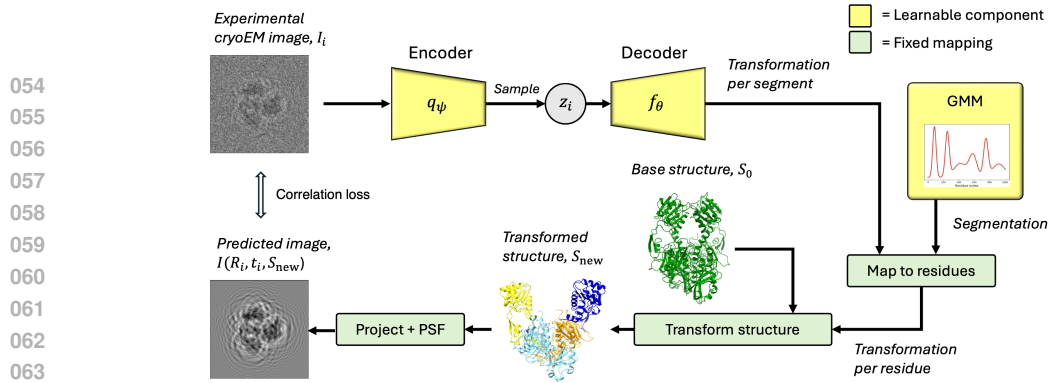 Experimental
cryoEM image, I_i
= Learnable component
= Fixed mapping
Encoder
Decoder
Transformation
per segment
054
055
056
057
058
059
060
061
062
063
q_ψ
Sample
z_i
f_θ
GMM
Residue index
Correlation loss
Base structure, S_0
Segmentation
Predicted image,
I(R_i, t_i, S_new)
Transformed
structure, S_new
Map to residues
Project + PSF
Transform structure
Transformation
per residue